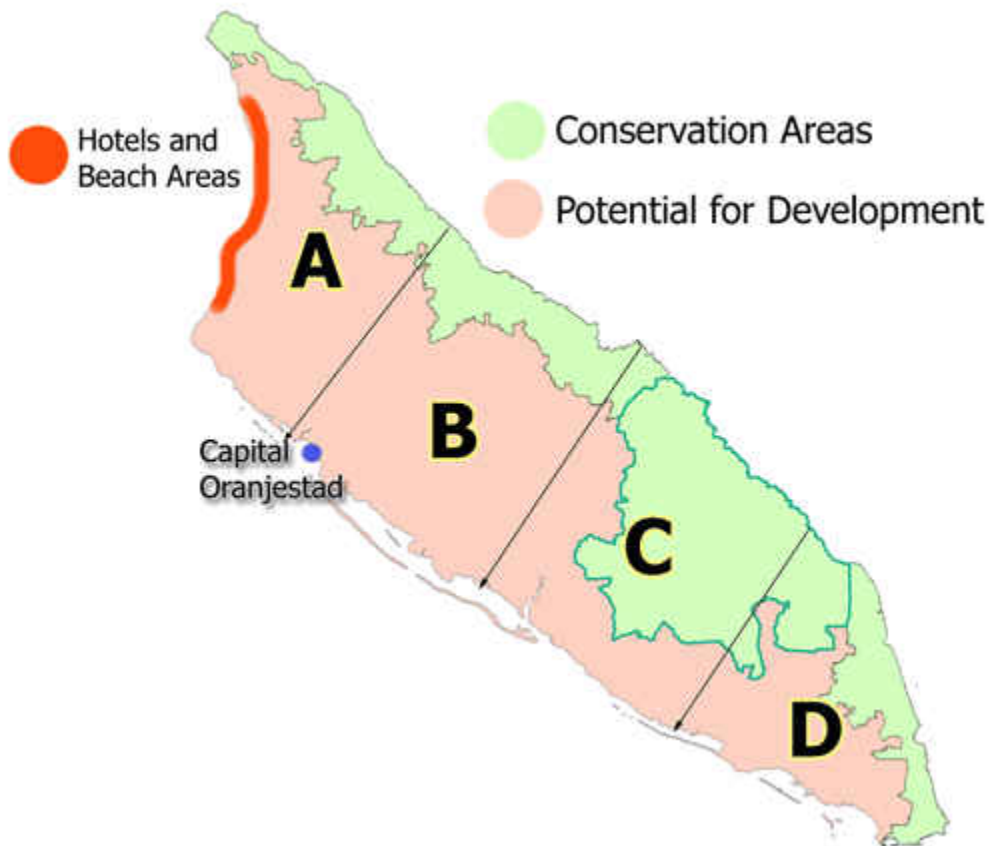 Hotels and
Beach Areas
Conservation Areas
Potential for Development
A
B
Capital
Oranjestad
C
D